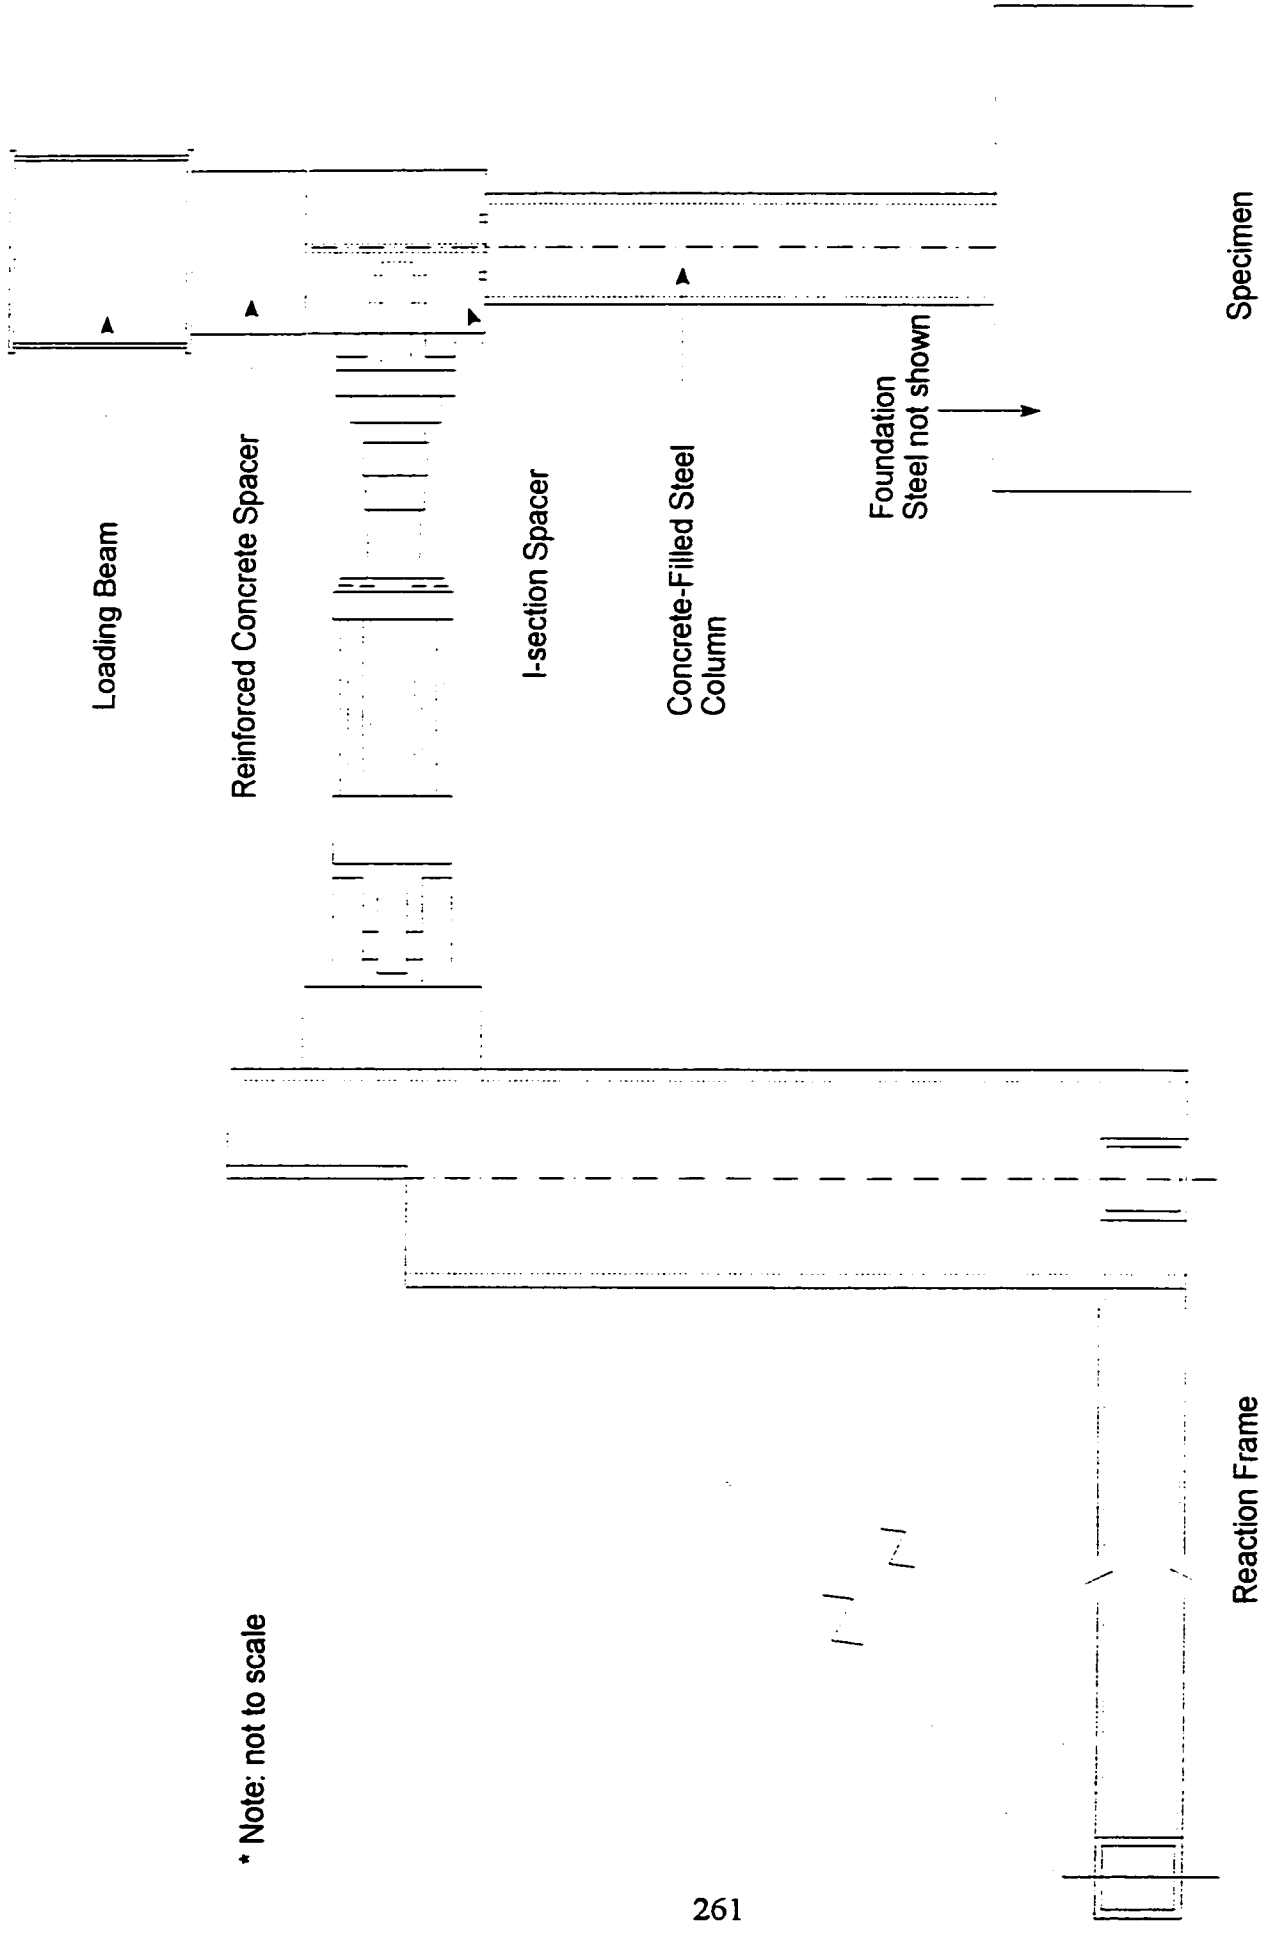 Loading Beam
Reinforced Concrete Spacer
I-section Spacer
Concrete-Filled Steel
Column
Foundation
Steel not shown
Specimen
Reaction Frame
* Note: not to scale
261